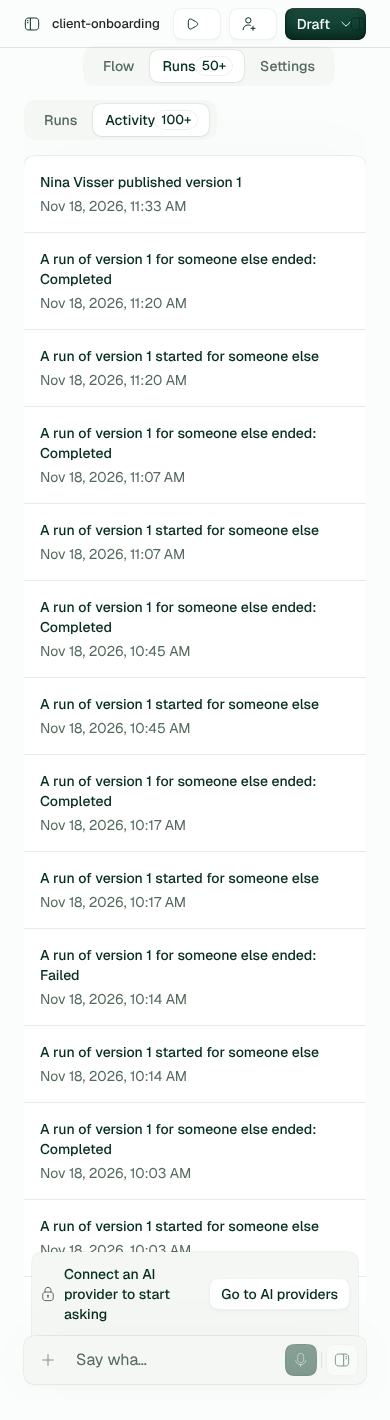 client-onboarding
Draft
Flow
Runs 50+
Settings
Runs
Activity 100+
Nina Visser published version 1
Nov 18, 2026, 11:33 AM
A run of version 1 for someone else ended:
Completed
Nov 18, 2026, 11:20 AM
A run of version 1 started for someone else
Nov 18, 2026, 11:20 AM
A run of version 1 for someone else ended:
Completed
Nov 18, 2026, 11:07 AM
A run of version 1 started for someone else
Nov 18, 2026, 11:07 AM
A run of version 1 for someone else ended:
Completed
Nov 18, 2026, 10:45 AM
A run of version 1 started for someone else
Nov 18, 2026, 10:45 AM
A run of version 1 for someone else ended:
Completed
Nov 18, 2026, 10:17 AM
A run of version 1 started for someone else
Nov 18, 2026, 10:17 AM
A run of version 1 for someone else ended:
Failed
Nov 18, 2026, 10:14 AM
A run of version 1 started for someone else
Nov 18, 2026, 10:14 AM
A run of version 1 for someone else ended:
Completed
Nov 18, 2026, 10:03 AM
A run of version 1 started for someone else
Nov 18, 2026, 10:03 AM
Connect an AI
provider to start
asking
Go to AI providers
Say wha...